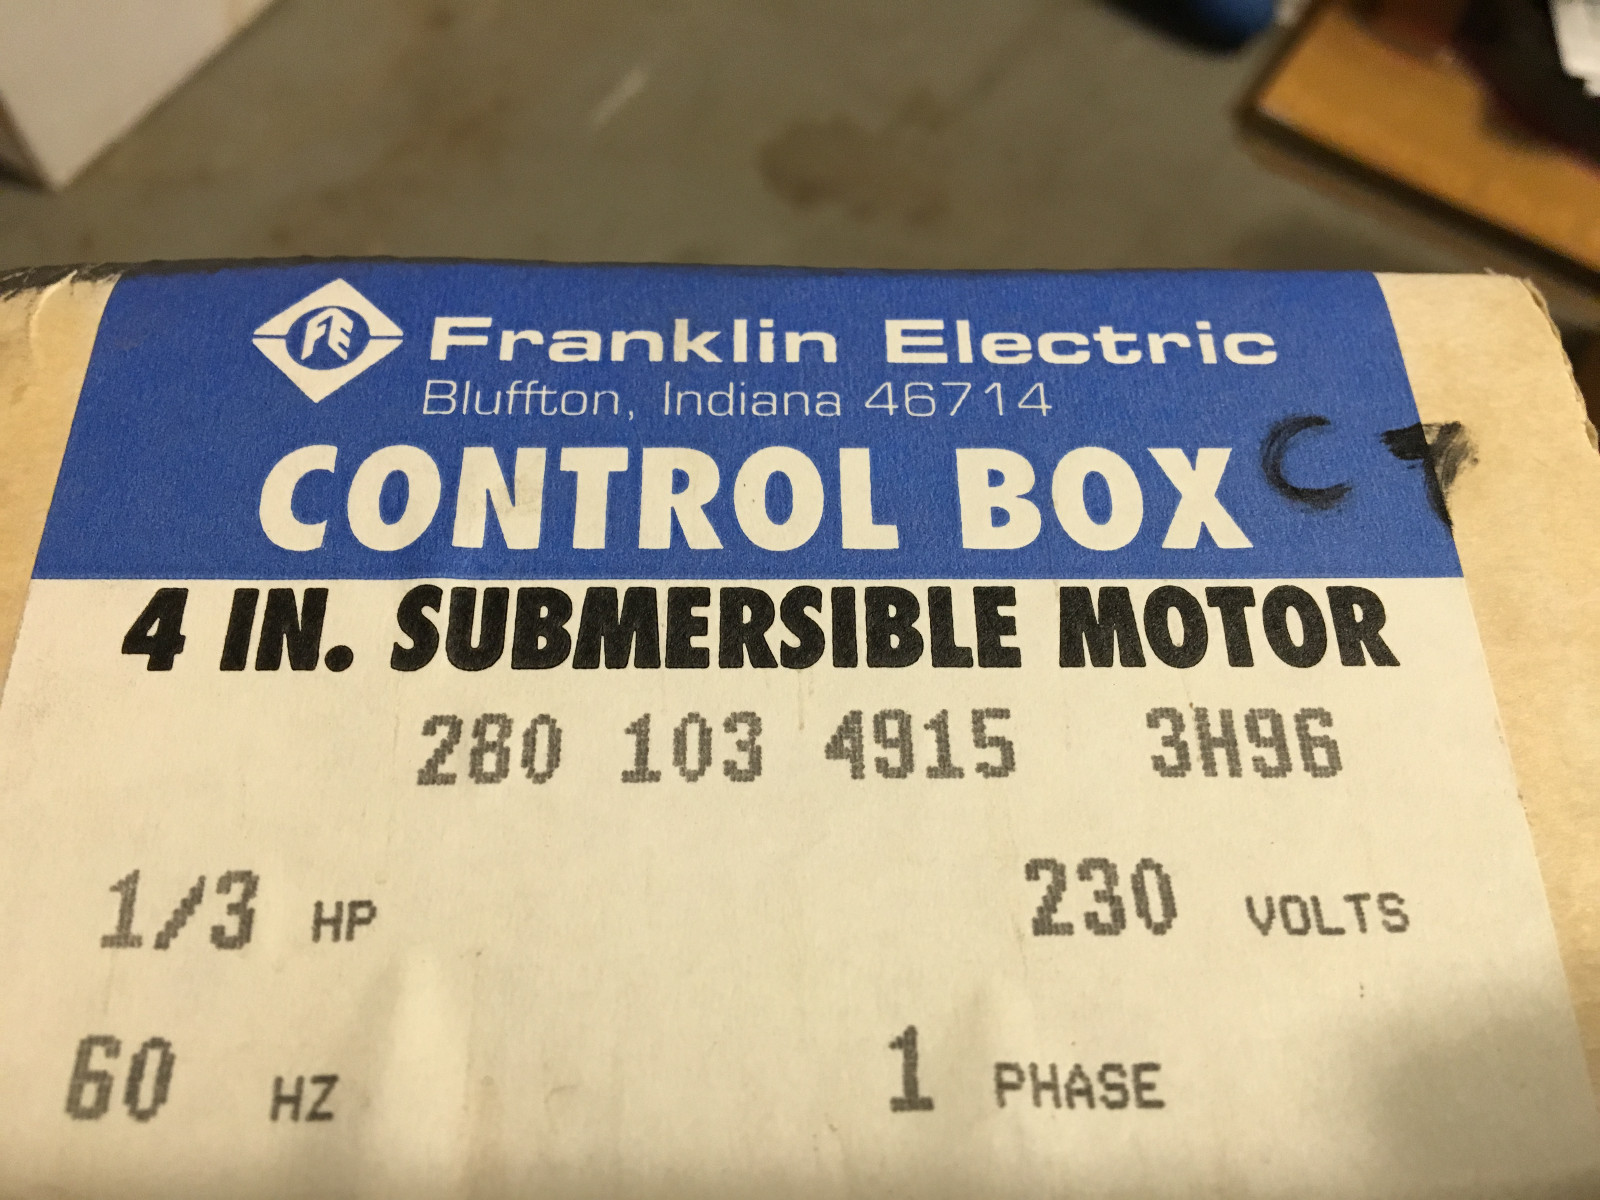 FE Franklin Electric
Bluffton, Indiana 46714
CONTROL BOX C 7
4 IN. SUBMERSIBLE MOTOR
280 103 4915 3H96
1/3 HP 230 VOLTS
60 HZ 1 PHASE